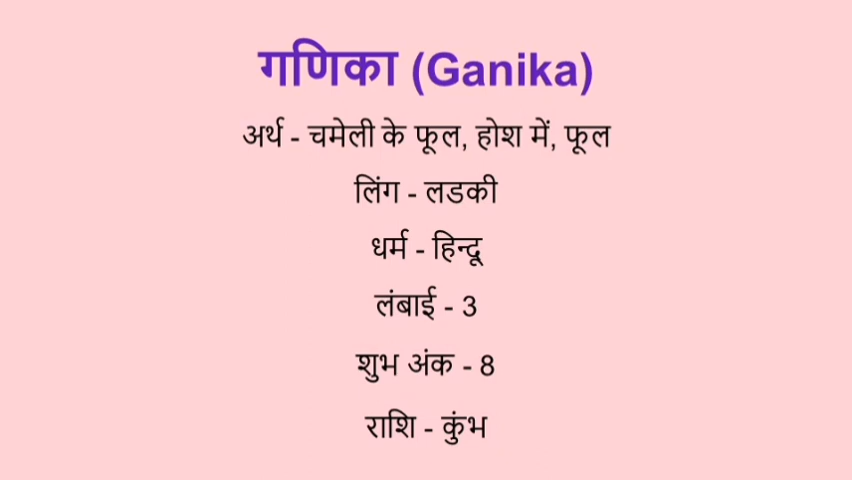 गणिका (Ganika)
अर्थ - चमेली के फूल, होश में, फूल
लिंग - लडकी
धर्म - हिन्दू
लंबाई - 3
शुभ अंक - 8
राशि - कुंभ